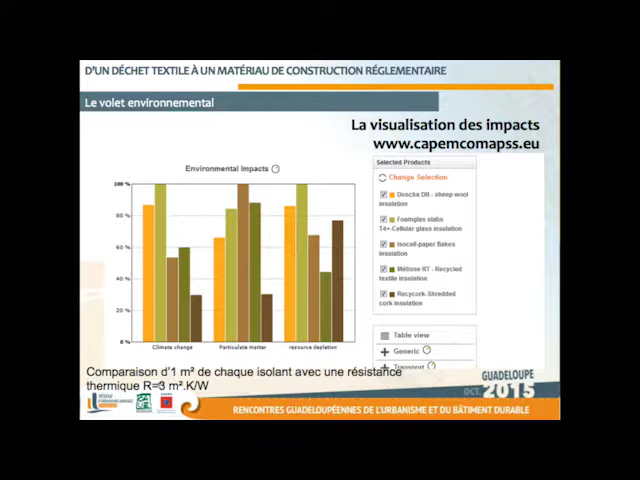 D'UN DÉCHET TEXTILE À UN MATÉRIAU DE CONSTRUCTION RÉGLEMENTAIRE
Le volet environnemental
La visualisation des impacts
www.capemcomapss.eu
Environmental Impacts
100 %
80 %
60 %
40 %
20 %
0 %
Climate change
Particulate matter
resource depletion
Selected Products
Change Selection
Doscha DB - sheep wool
insulation
Foamglas slabs
T4+-Cellular glass insulation
Isocell-paper flakes
insulation
Métisse RT - Recycled
textile insulation
Recycork-Shredded
cork insulation
Table view
Generic
Transport
Comparaison d'1 m² de chaque isolant avec une résistance
thermique R=3 m².K/W
GUADELOUPE
OCT. 2015
RENCONTRES GUADELOUPÉENNES DE L'URBANISME ET DU BÂTIMENT DURABLE